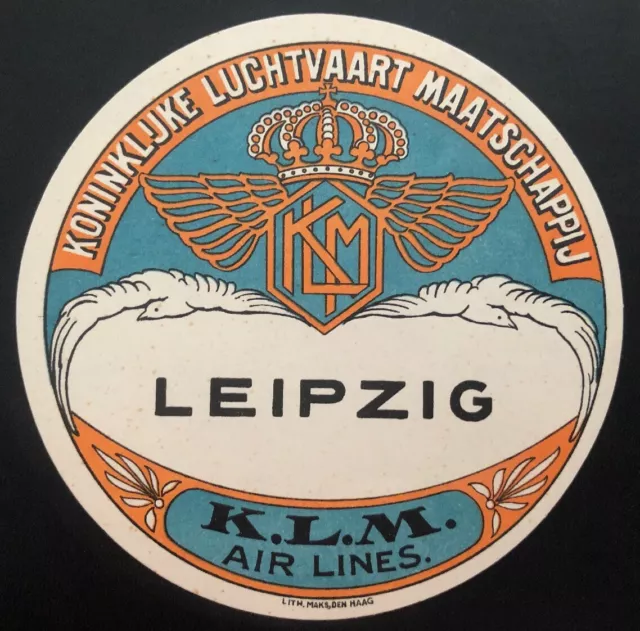 KONINKLIJKE LUCHTVAART MAATSCHAPPIJ
KLM
LEIPZIG
K.L.M.
AIR LINES.
LITH. MAKS, DEN HAAG